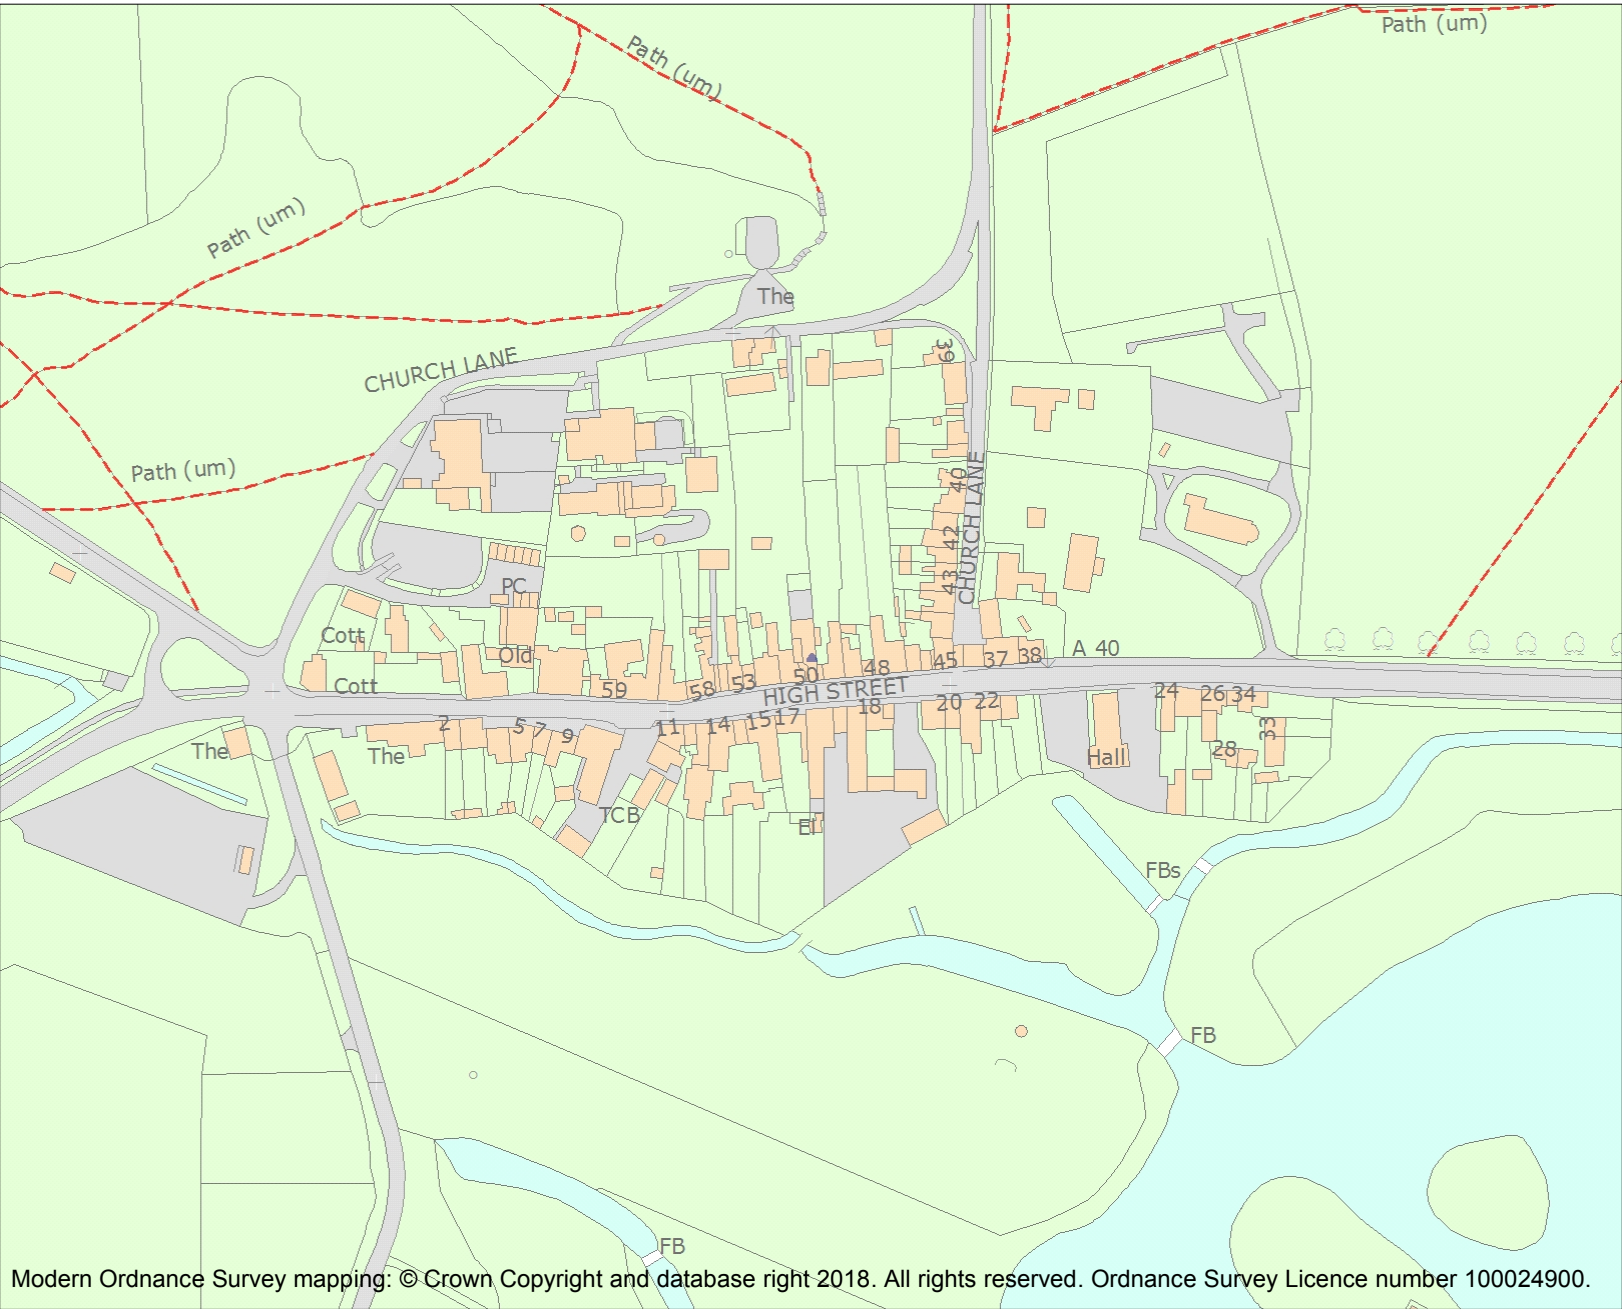 Path (um)
Path (um)
Path (um)
The
CHURCH LANE
39
Path (um)
40
CHURCH LANE
42
43
PC
Cott
Old
A 40
37
38
45
48
50
53
58
59
Cott
HIGH STREET
2
5
7
9
11
14
15
17
18
20
22
24
26
34
33
28
The
The
Hall
TCB
El
FBs
FB
FB
Modern Ordnance Survey mapping: © Crown Copyright and database right 2018. All rights reserved. Ordnance Survey Licence number 100024900.